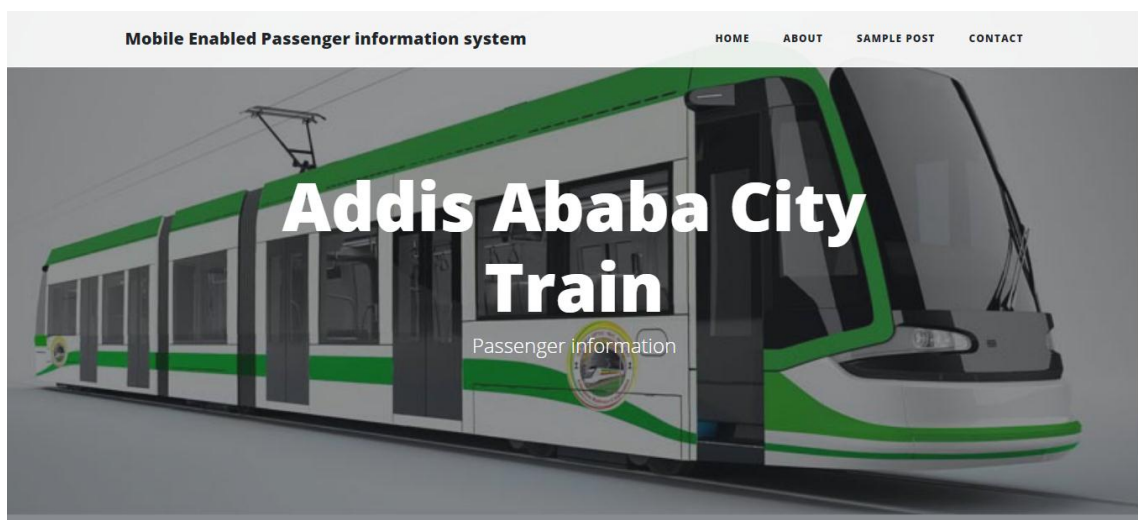 Mobile Enabled Passenger information system
HOME ABOUT SAMPLE POST CONTACT
Addis Ababa City
Train
Passenger information